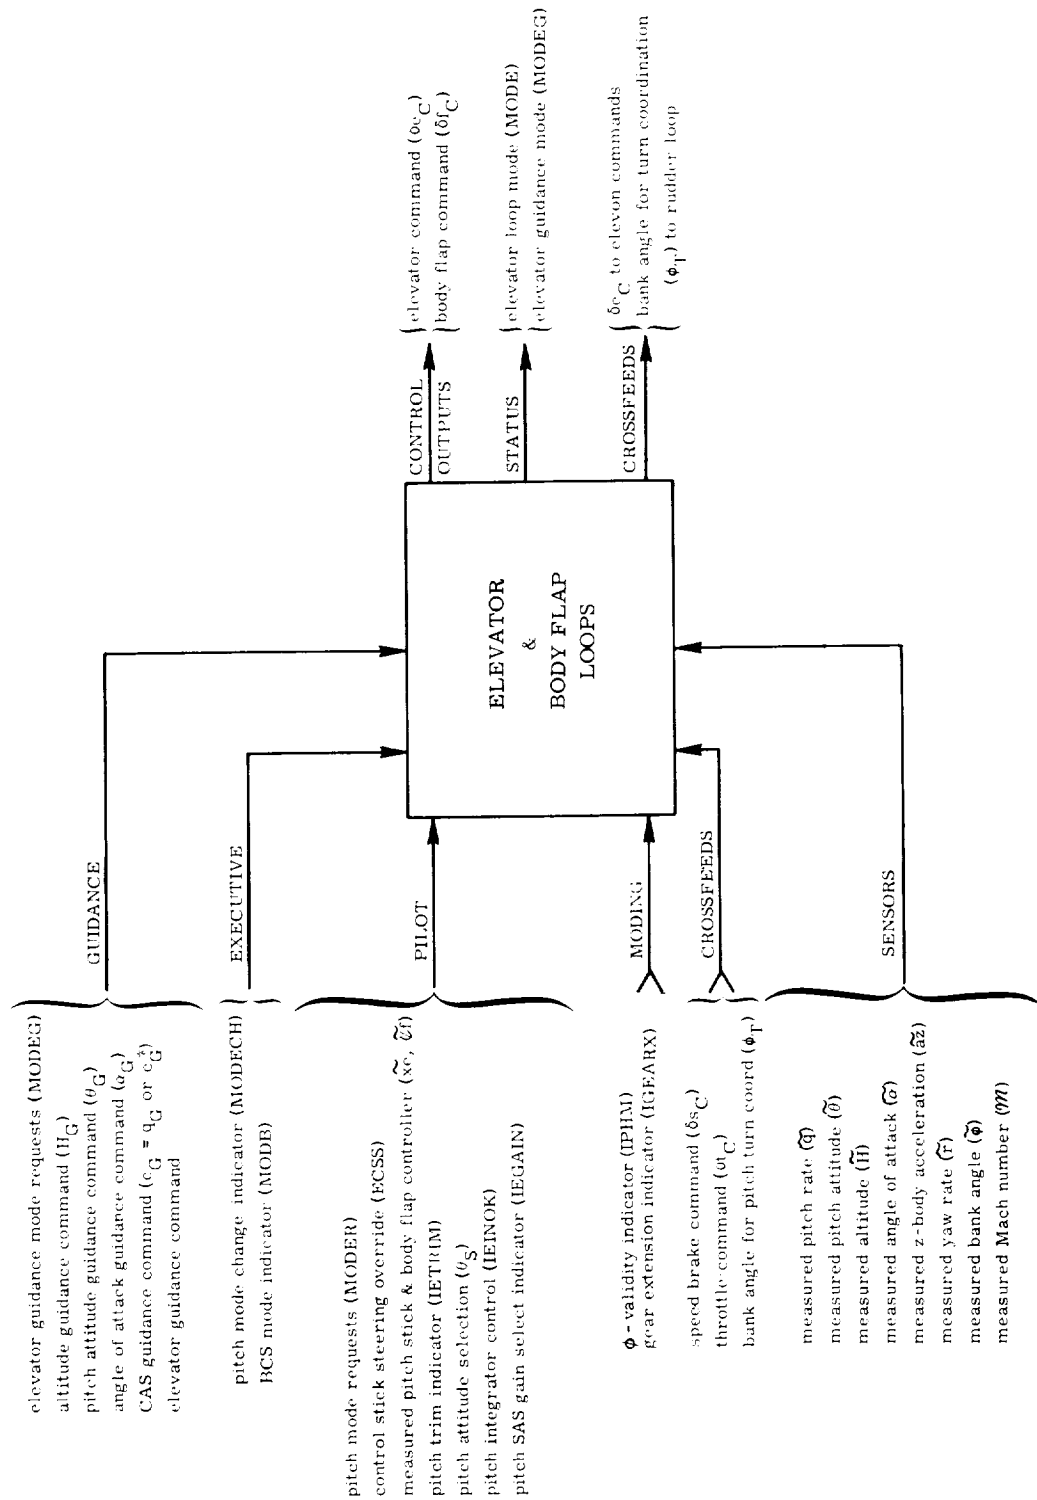 elevator guidance mode requests (MODEG)
altitude guidance command (H_G)
pitch attitude guidance command (θ_G)
angle of attack guidance command (α_G)
CAS guidance command (c_G = q_G or c*_G)
elevator guidance command
GUIDANCE
pitch mode change indicator (MODECH)
RCS mode indicator (MODB)
EXECUTIVE
pitch mode requests (MODER)
control stick steering override (ECSS)
measured pitch stick & body flap controller
pitch trim indicator (IETRIM)
pitch attitude selection (θ_S)
pitch integrator control (IEINOK)
pitch SAS gain select indicator (IEGAIN)
PILOT
ϕ - validity indicator (IPHM)
gear extension indicator (IGEARX)
MODING
speed brake command (δs_C)
throttle command (δt_C)
bank angle for pitch turn coord (ϕ_T)
CROSSFEEDS
measured pitch rate (q̃)
measured pitch attitude (θ̃)
measured altitude (H̃)
measured angle of attack (α̃)
measured z-body acceleration (ãz)
measured yaw rate (r̃)
measured bank angle (ϕ̃)
measured Mach number (𝓜)
SENSORS
ELEVATOR
&
BODY FLAP
LOOPS
CONTROL
OUTPUTS
elevator command (δe_C)
body flap command (δf_C)
STATUS
elevator loop mode (MODE)
elevator guidance mode (MODEG)
CROSSFEEDS
δe_C to elevon commands
bank angle for turn coordination
(ϕ_T) to rudder loop